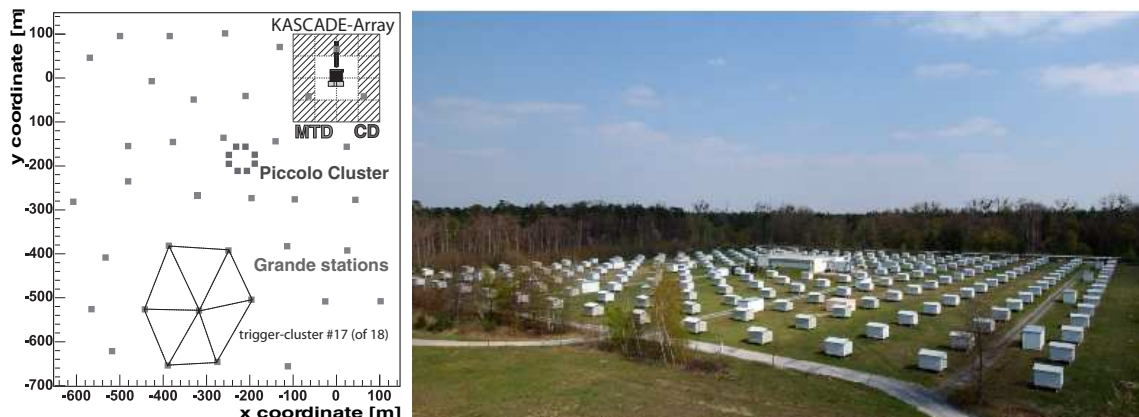 y coordinate [m]
100
0
100
-200
-300
-400
-500
-600
-700
KASCADE-Array
MTD CD
Piccolo Cluster
Grande stations
trigger-cluster #17 (of 18)
-600 -500 -400 -300 -200 -100 0 100
x coordinate [m]